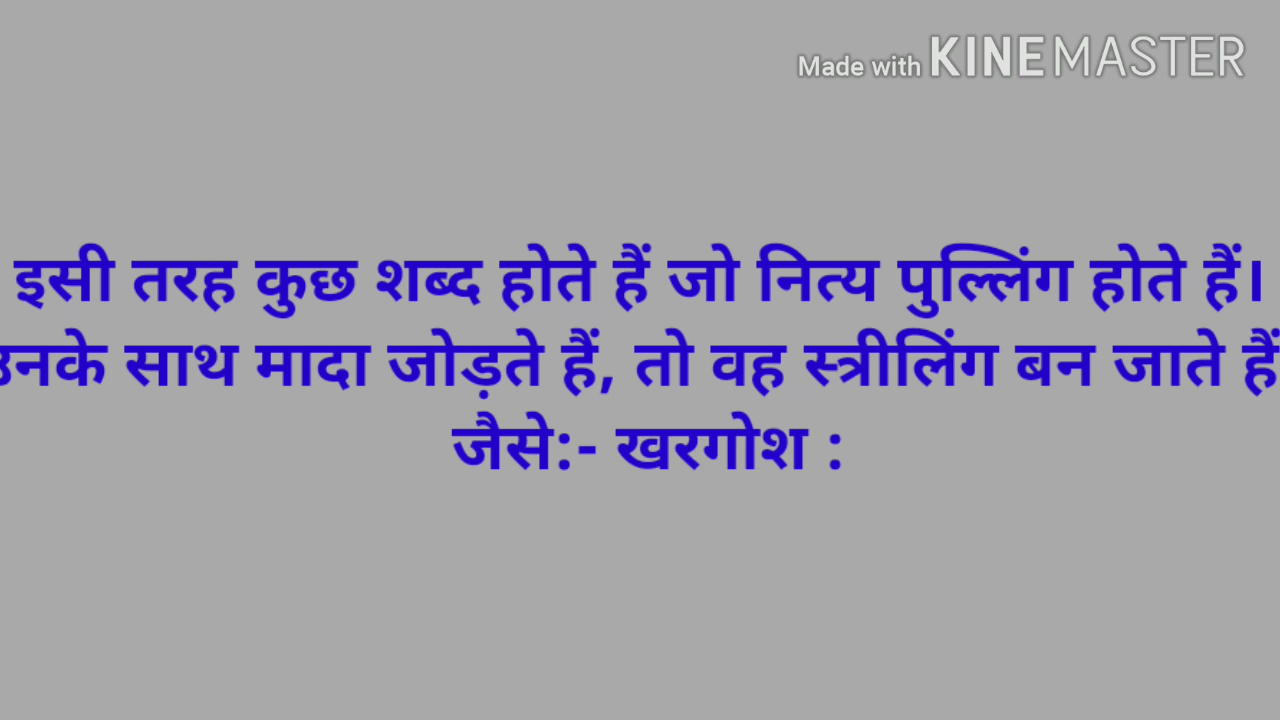 Made with KINEMASTER
इसी तरह कुछ शब्द होते हैं जो नित्य पुल्लिंग होते हैं।
उनके साथ मादा जोड़ते हैं, तो वह स्त्रीलिंग बन जाते हैं
जैसे:- खरगोश :